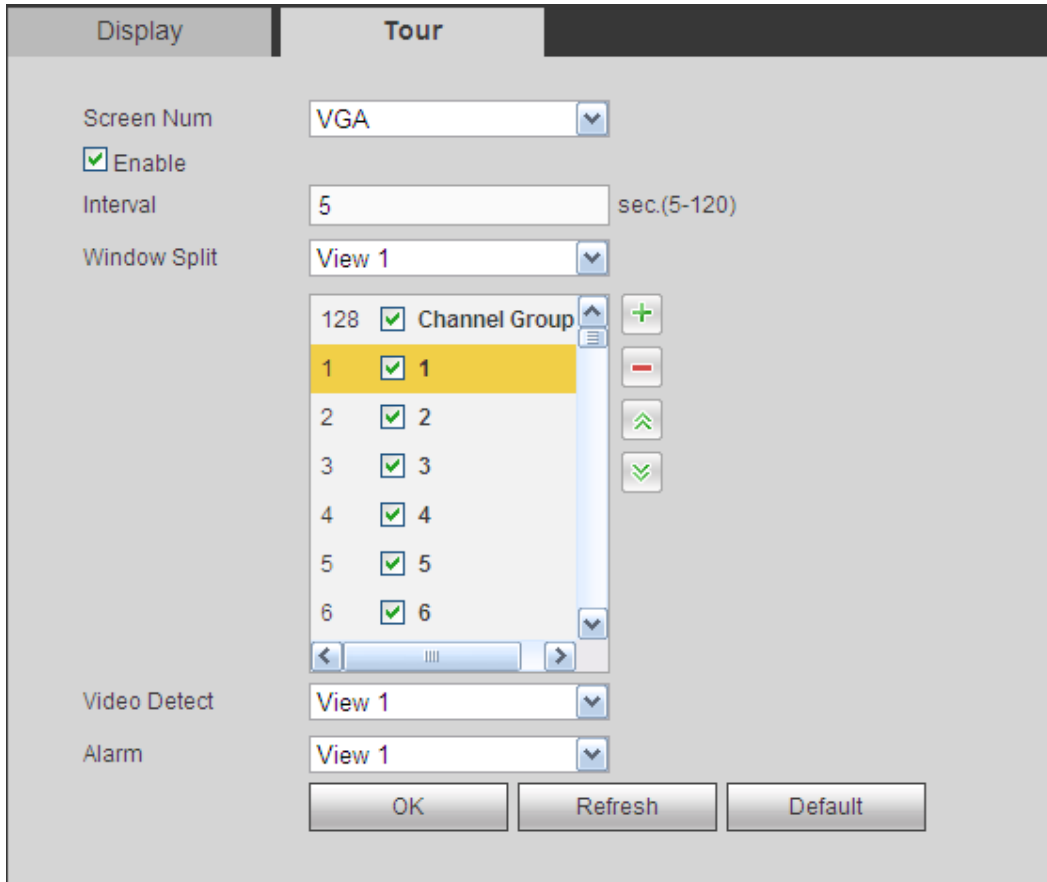 Display Tour
Screen Num VGA
Enable
Interval 5 sec.(5-120)
Window Split View 1
128 Channel Group
1 1
2 2
3 3
4 4
5 5
6 6
Video Detect View 1
Alarm View 1
OK Refresh Default